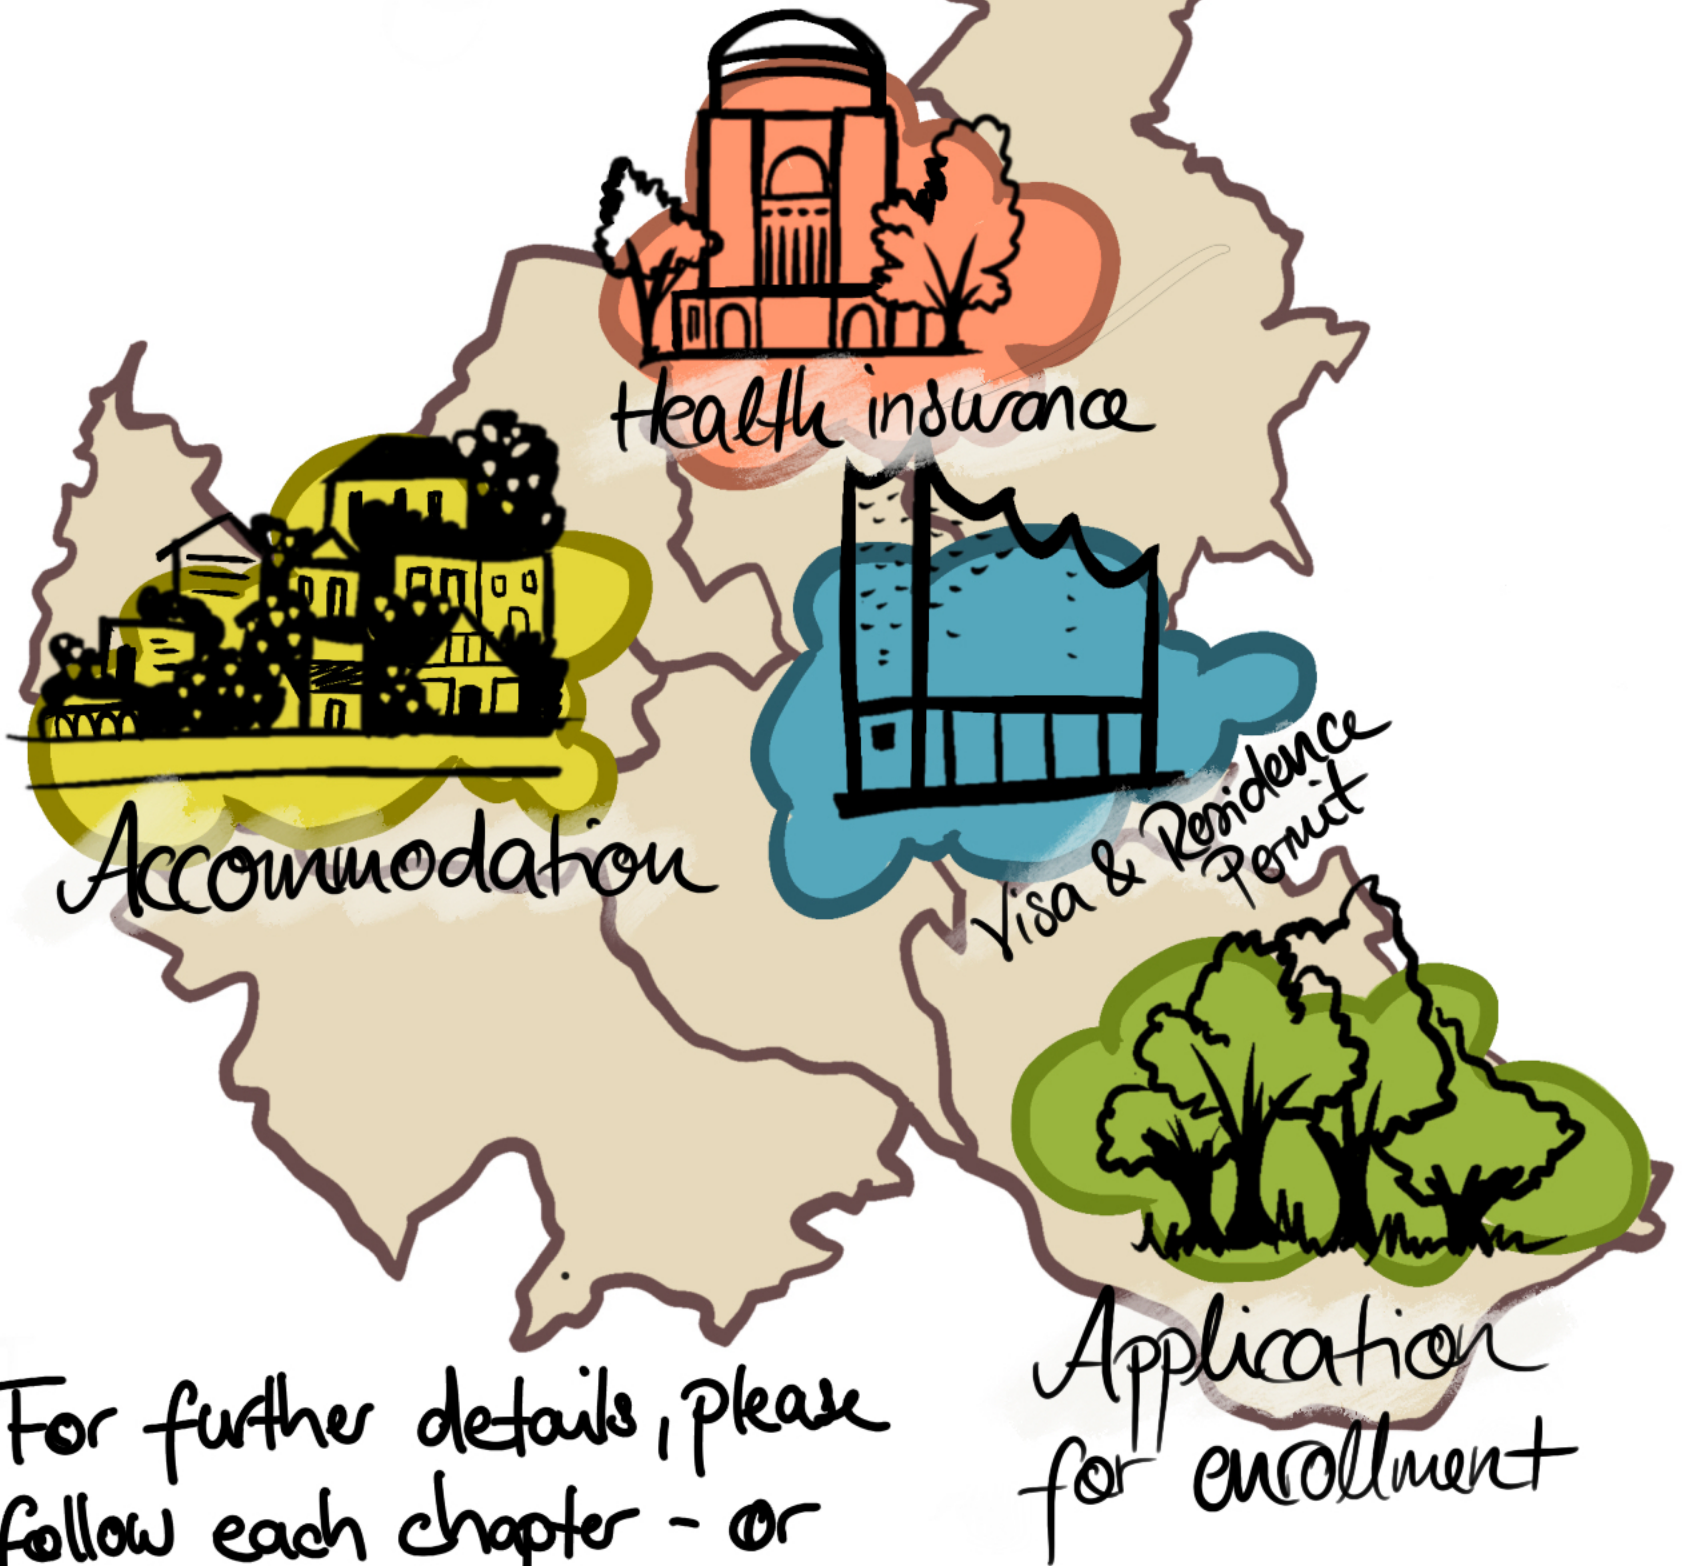 Health insurance
Accommodation
Visa & Residence
Permit
Application
for enrollment
For further details, please
follow each chapter - or